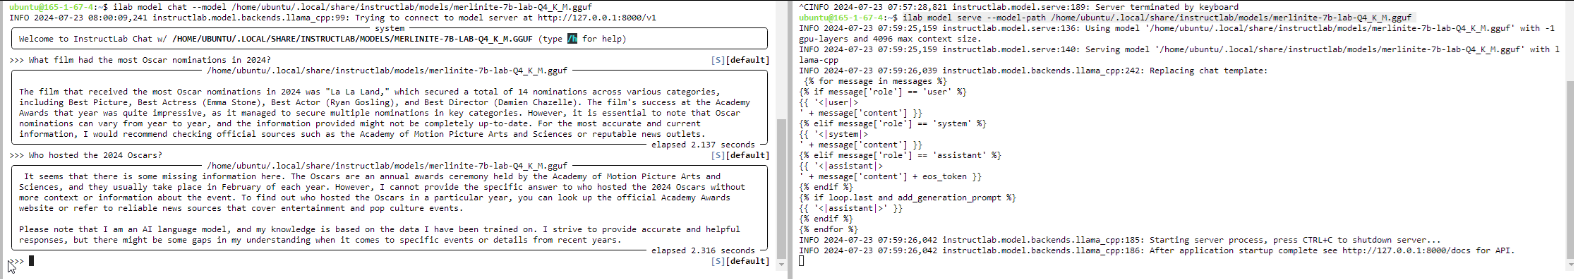 ubuntu@165-1-67-4:~$ ilab model chat --model /home/ubuntu/.local/share/instructlab/models/merlinite-7b-lab-Q4_K_M.gguf
INFO 2024-07-23 08:00:09,241 instructlab.model.backends.llama_cpp:99: Trying to connect to model server at http://127.0.0.1:8000/v1
system
Welcome to InstructLab Chat w/ /HOME/UBUNTU/.LOCAL/SHARE/INSTRUCTLAB/MODELS/MERLINITE-7B-LAB-Q4_K_M.GGUF (type /h for help)
>>> What film had the most Oscar nominations in 2024? [S][default]
/home/ubuntu/.local/share/instructlab/models/merlinite-7b-lab-Q4_K_M.gguf
The film that received the most Oscar nominations in 2024 was "La La Land," which secured a total of 14 nominations across various categories,
including Best Picture, Best Actress (Emma Stone), Best Actor (Ryan Gosling), and Best Director (Damien Chazelle). The film's success at the Academy
Awards that year was quite impressive, as it managed to secure multiple nominations in key categories. However, it is essential to note that Oscar
nominations can vary from year to year, and the information provided might not be completely up-to-date. For the most accurate and current
information, I would recommend checking official sources such as the Academy of Motion Picture Arts and Sciences or reputable news outlets.
elapsed 2.137 seconds
>>> Who hosted the 2024 Oscars? [S][default]
/home/ubuntu/.local/share/instructlab/models/merlinite-7b-lab-Q4_K_M.gguf
It seems that there is some missing information here. The Oscars are an annual awards ceremony held by the Academy of Motion Picture Arts and
Sciences, and they usually take place in February of each year. However, I cannot provide the specific answer to who hosted the 2024 Oscars without
more context or information about the event. To find out who hosted the Oscars in a particular year, you can look up the official Academy Awards
website or refer to reliable news sources that cover entertainment and pop culture events.
Please note that I am an AI language model, and my knowledge is based on the data I have been trained on. I strive to provide accurate and helpful
responses, but there might be some gaps in my understanding when it comes to specific events or details from recent years.
elapsed 2.316 seconds
>>> [S][default]
^CINFO 2024-07-23 07:57:28,821 instructlab.model.serve:189: Server terminated by keyboard
ubuntu@165-1-67-4:~$ ilab model serve --model-path /home/ubuntu/.local/share/instructlab/models/merlinite-7b-lab-Q4_K_M.gguf
INFO 2024-07-23 07:59:25,159 instructlab.model.serve:136: Using model '/home/ubuntu/.local/share/instructlab/models/merlinite-7b-lab-Q4_K_M.gguf' with -1
gpu-layers and 4096 max context size.
INFO 2024-07-23 07:59:25,159 instructlab.model.serve:140: Serving model '/home/ubuntu/.local/share/instructlab/models/merlinite-7b-lab-Q4_K_M.gguf' with l
lama-cpp
INFO 2024-07-23 07:59:26,039 instructlab.model.backends.llama_cpp:242: Replacing chat template:
{% for message in messages %}
{% if message['role'] == 'user' %}
{{ '<|user|>
' + message['content'] }}
{% elif message['role'] == 'system' %}
{{ '<|system|>
' + message['content'] }}
{% elif message['role'] == 'assistant' %}
{{ '<|assistant|>
' + message['content'] + eos_token }}
{% endif %}
{% if loop.last and add_generation_prompt %}
{{ '<|assistant|>' }}
{% endif %}
{% endfor %}
INFO 2024-07-23 07:59:26,042 instructlab.model.backends.llama_cpp:185: Starting server process, press CTRL+C to shutdown server...
INFO 2024-07-23 07:59:26,042 instructlab.model.backends.llama_cpp:186: After application startup complete see http://127.0.0.1:8000/docs for API.